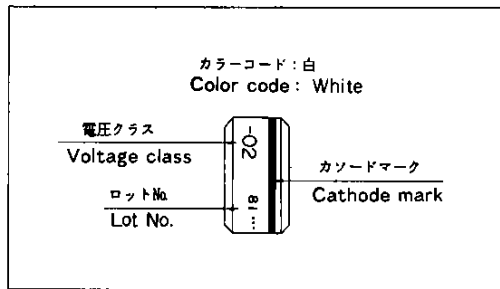 カラーコード：白
Color code : White
電圧クラス
Voltage class
-02
カソードマーク
Cathode mark
ロットNo.
Lot No.
81 ...